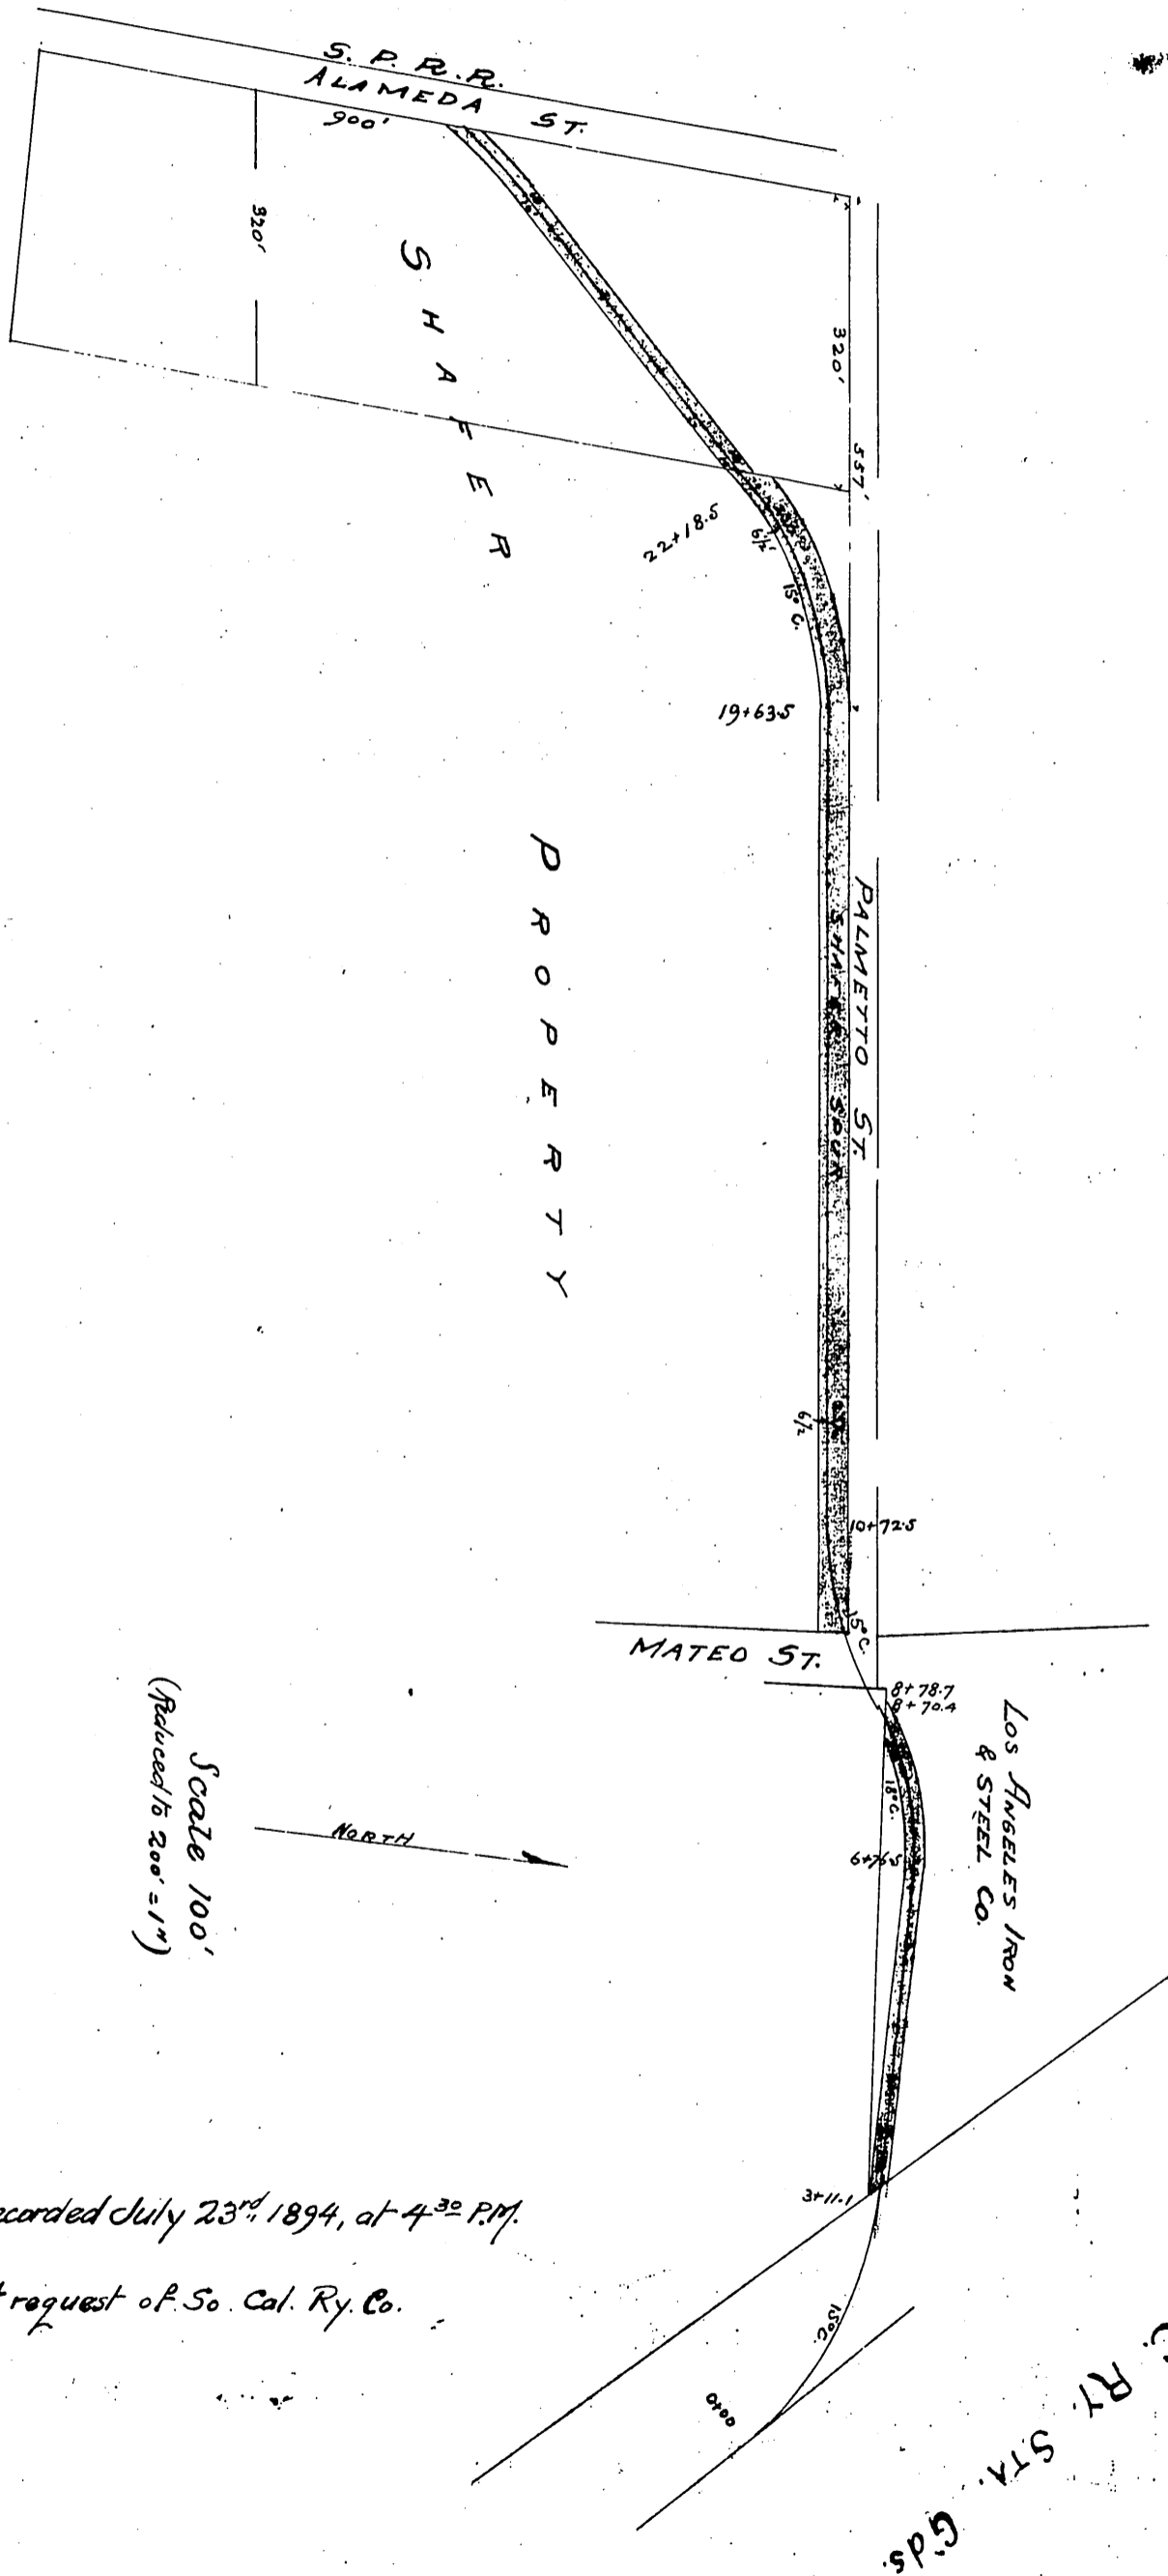 S. P. R. R.
ALAMEDA ST.
900'
320'
320'
557'
SHAFER
PROPERTY
22+18.5
6½'
15° C.
19+63.5
PALMETTO ST.
SHAFER SPUR
6½
10+72.5
15° C.
MATEO ST.
8+78.7
8+70.4
LOS ANGELES IRON
& STEEL CO.
18° C.
6+76.5
NORTH
Scale 100'
(Reduced to 200' = 1")
3+11.1
15° C.
0+00
RY. STA. G'ds.
ecorded July 23rd, 1894, at 4 30 P.M.
t request of So. Cal. Ry. Co.